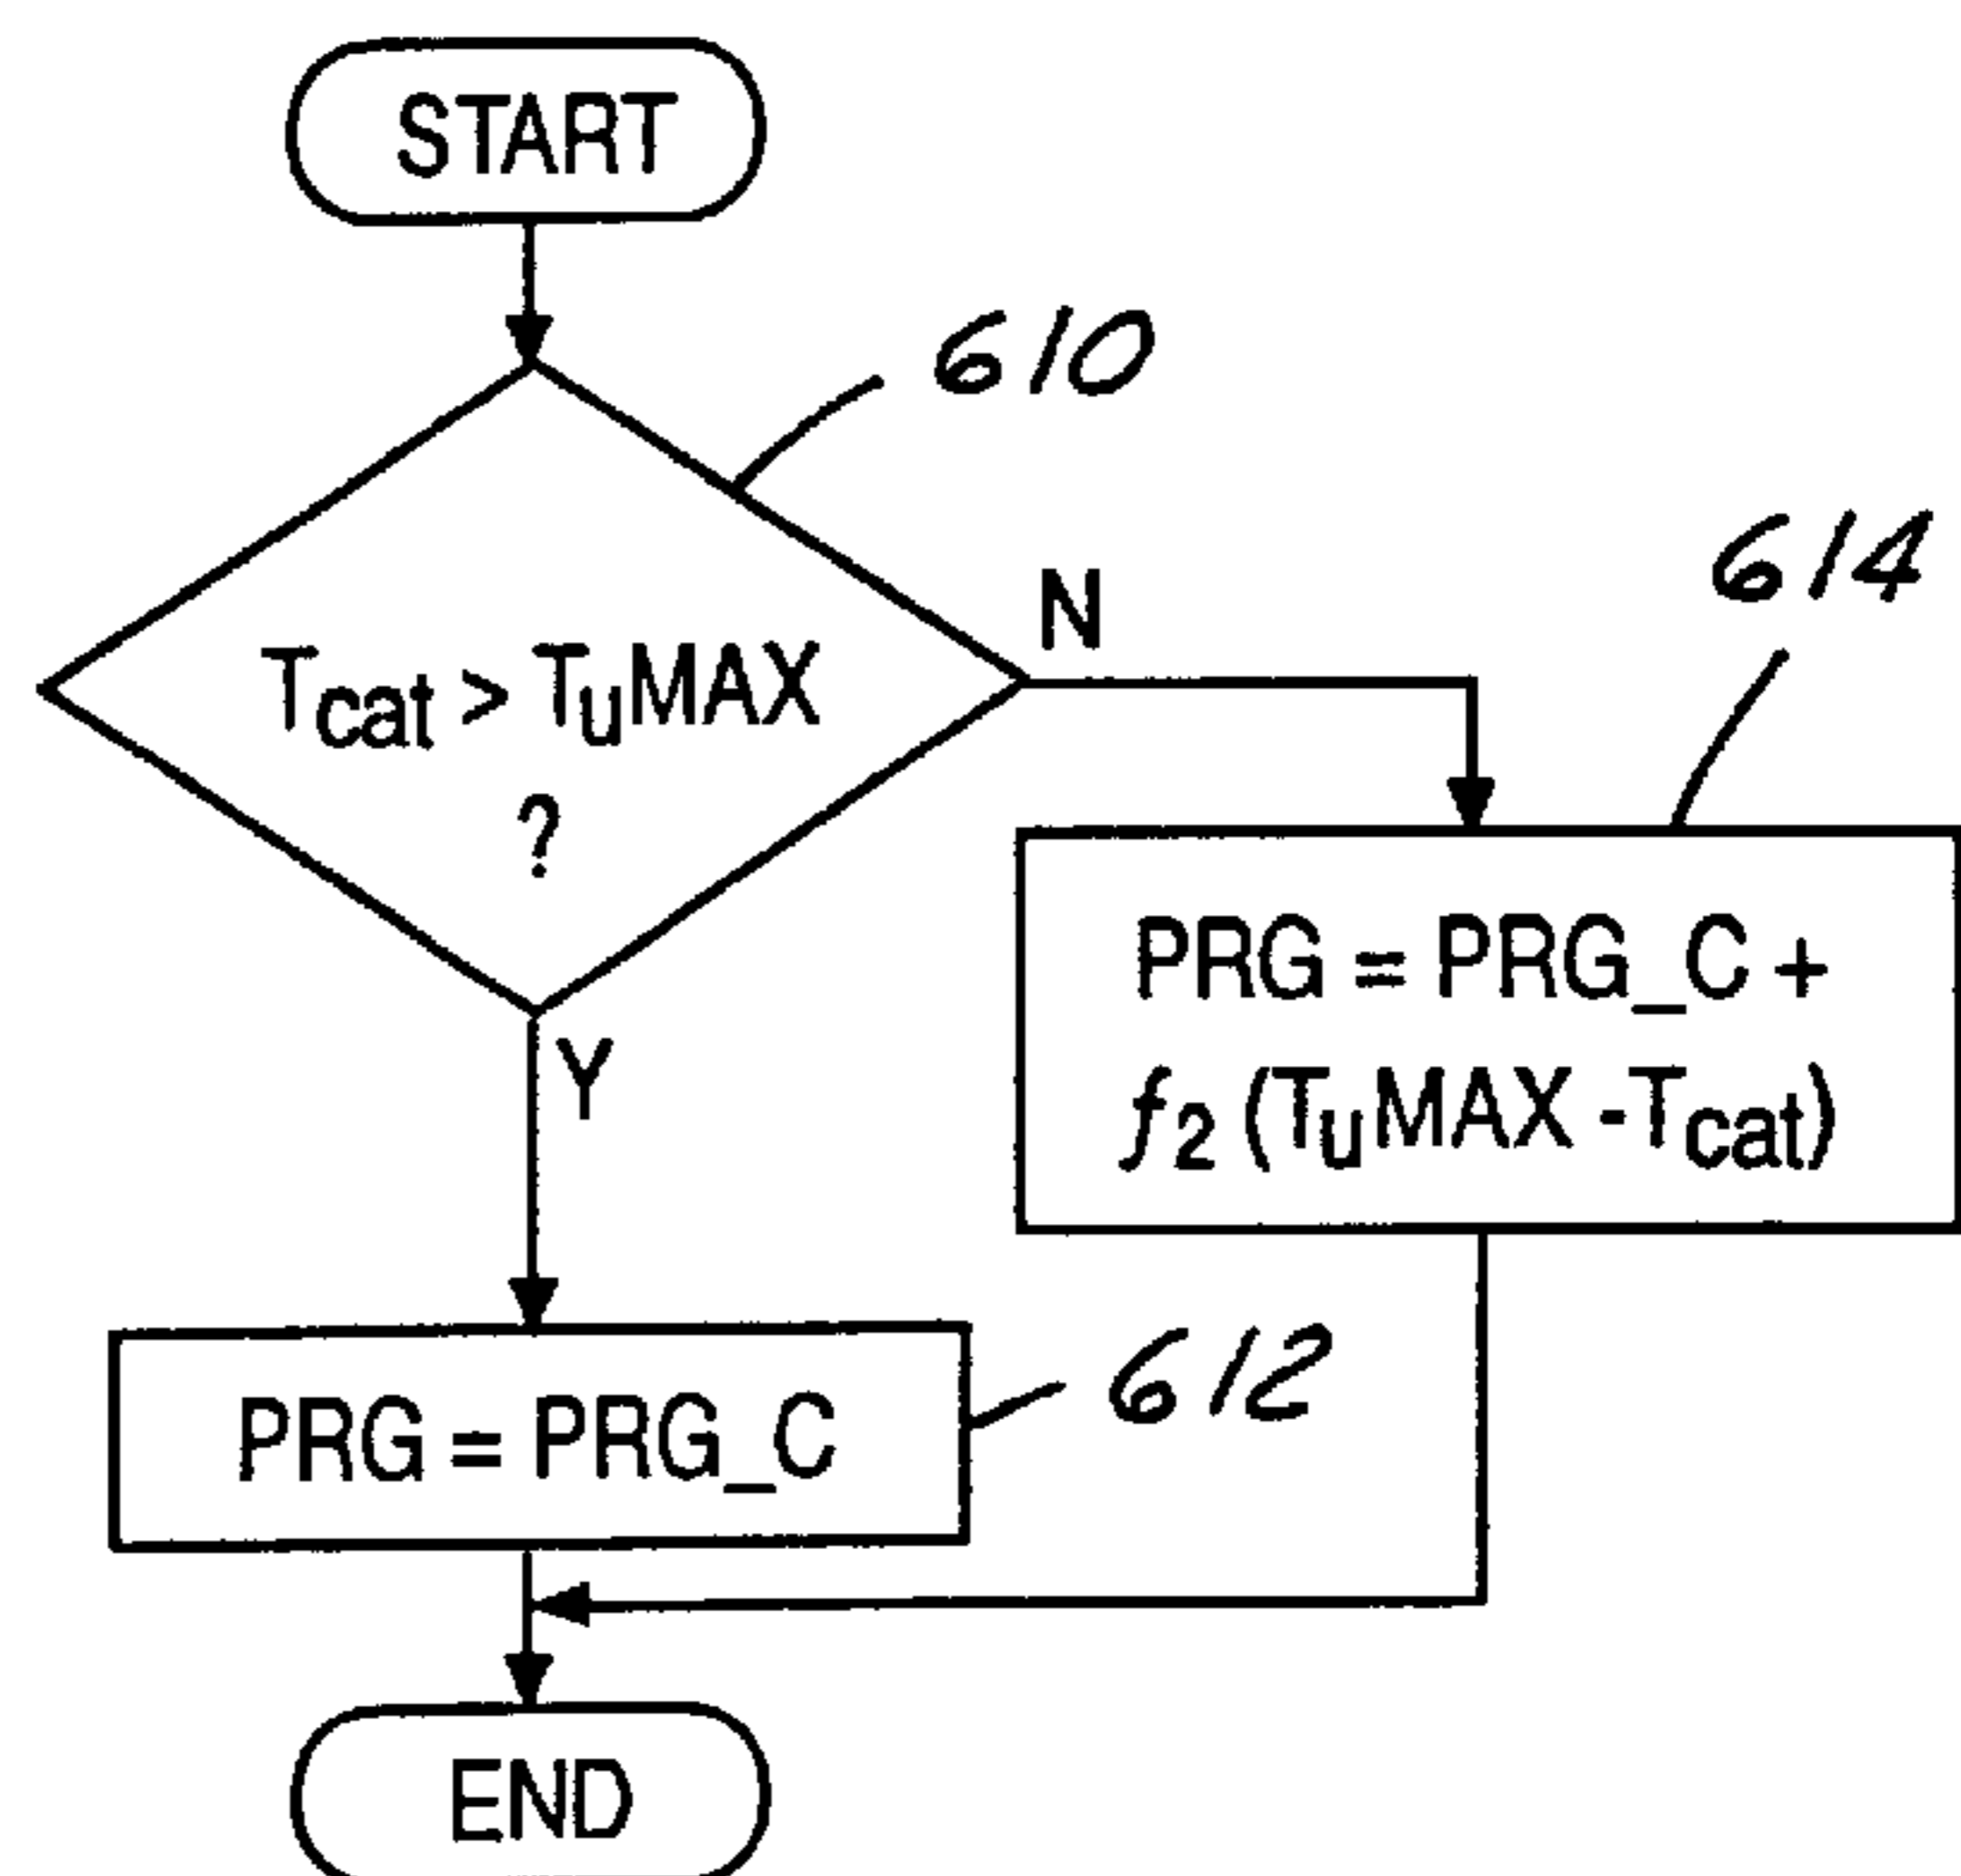 START
610
614
N
Tcat > TuMAX
?
PRG = PRG_C +
f2 (TuMAX -Tcat)
Y
612
PRG = PRG_C
END